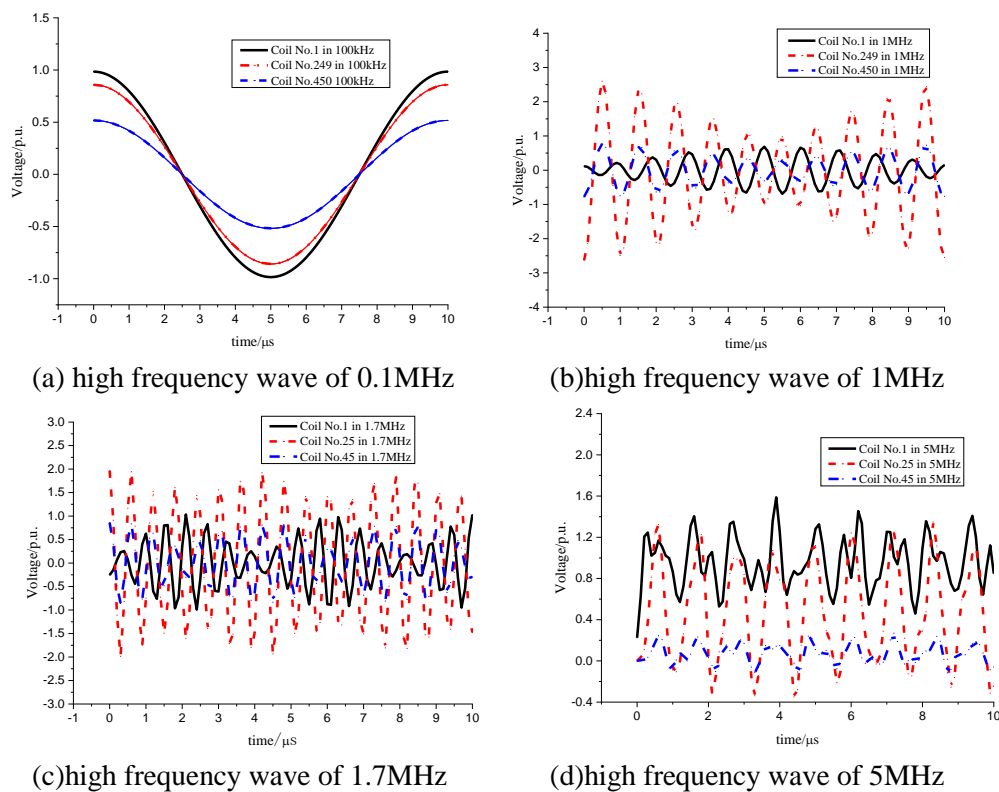 1.5
1.0
0.5
0.0
-0.5
-1.0
Voltage/p.u.
Coil No.1 in 100kHz
Coil No.249 in 100kHz
Coil No.450 100kHz
-1 0 1 2 3 4 5 6 7 8 9 10
time/μs
(a) high frequency wave of 0.1MHz
4
3
2
1
0
-1
-2
-3
-4
Voltage/p.u.
Coil No.1 in 1MHz
Coil No.249 in 1MHz
Coil No.450 in 1MHz
-1 0 1 2 3 4 5 6 7 8 9 10
time/μs
(b)high frequency wave of 1MHz
3.0
2.5
2.0
1.5
1.0
0.5
0.0
-0.5
-1.0
-1.5
-2.0
-2.5
-3.0
Voltage/p.u.
Coil No.1 in 1.7MHz
Coil No.25 in 1.7MHz
Coil No.45 in 1.7MHz
-1 0 1 2 3 4 5 6 7 8 9 10
time/μs
(c)high frequency wave of 1.7MHz
2.4
2.0
1.6
1.2
0.8
0.4
0.0
-0.4
Voltage/p.u.
Coil No.1 in 5MHz
Coil No.25 in 5MHz
Coil No.45 in 5MHz
0 2 4 6 8 10
time/μs
(d)high frequency wave of 5MHz